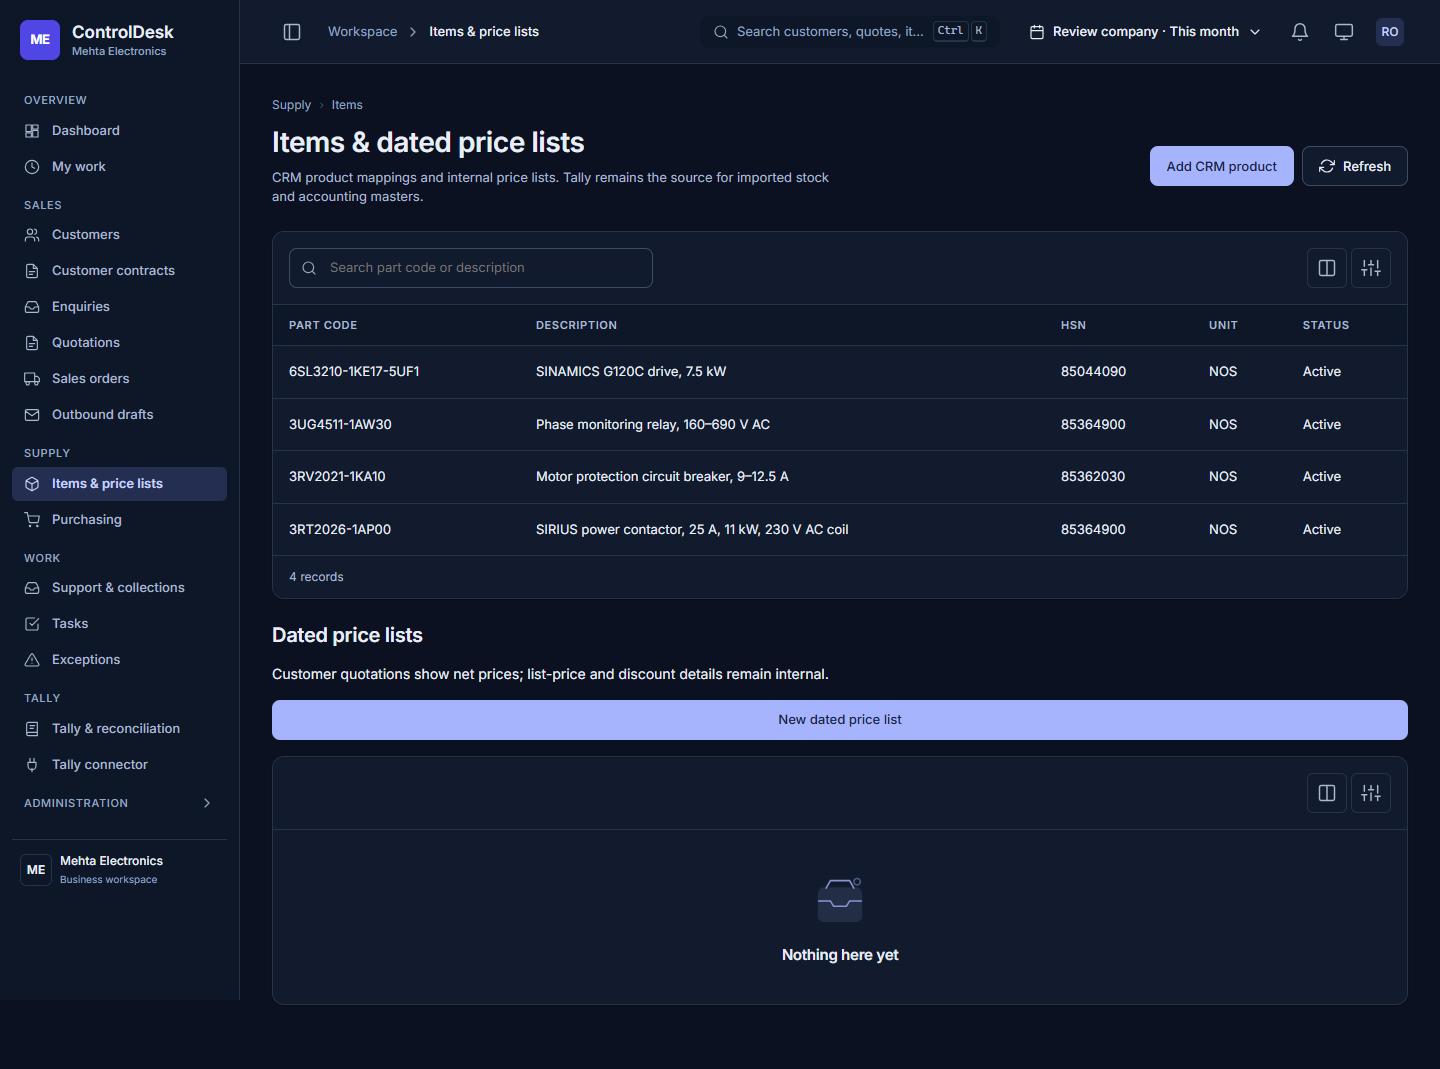 ME
ControlDesk
Mehta Electronics
OVERVIEW
Dashboard
My work
SALES
Customers
Customer contracts
Enquiries
Quotations
Sales orders
Outbound drafts
SUPPLY
Items & price lists
Purchasing
WORK
Support & collections
Tasks
Exceptions
TALLY
Tally & reconciliation
Tally connector
ADMINISTRATION
ME
Mehta Electronics
Business workspace
Workspace > Items & price lists
Search customers, quotes, it... Ctrl K
Review company · This month
RO
Supply > Items
Items & dated price lists
CRM product mappings and internal price lists. Tally remains the source for imported stock
and accounting masters.
Add CRM product
Refresh
Search part code or description
PART CODE DESCRIPTION HSN UNIT STATUS
6SL3210-1KE17-5UF1 SINAMICS G120C drive, 7.5 kW 85044090 NOS Active
3UG4511-1AW30 Phase monitoring relay, 160–690 V AC 85364900 NOS Active
3RV2021-1KA10 Motor protection circuit breaker, 9–12.5 A 85362030 NOS Active
3RT2026-1AP00 SIRIUS power contactor, 25 A, 11 kW, 230 V AC coil 85364900 NOS Active
4 records
Dated price lists
Customer quotations show net prices; list-price and discount details remain internal.
New dated price list
Nothing here yet